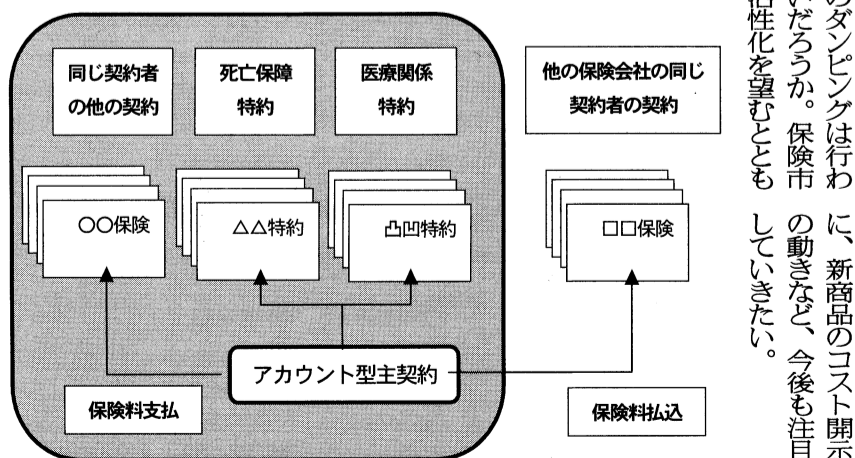 同じ契約者
の他の契約
死亡保障
特約
医療関係
特約
他の保険会社の同じ
契約者の契約
○○保険
△△特約
凸凹特約
□□保険
アカウント型主契約
保険料支払
保険料払込
のダンピングは行わ
いだろうか。保険市
活性化を望むととも
に、新商品のコスト開示
の動きなど、今後も注目
していきたい。